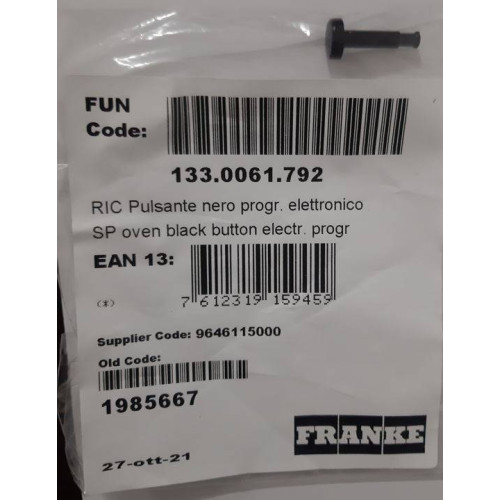 FUN
Code:
133.0061.792
RIC Pulsante nero progr. elettronico
SP oven black button electr. progr
EAN 13:
(*)
7 612319 159459
Supplier Code: 9646115000
Old Code:
1985667
FRANKE
27-ott-21